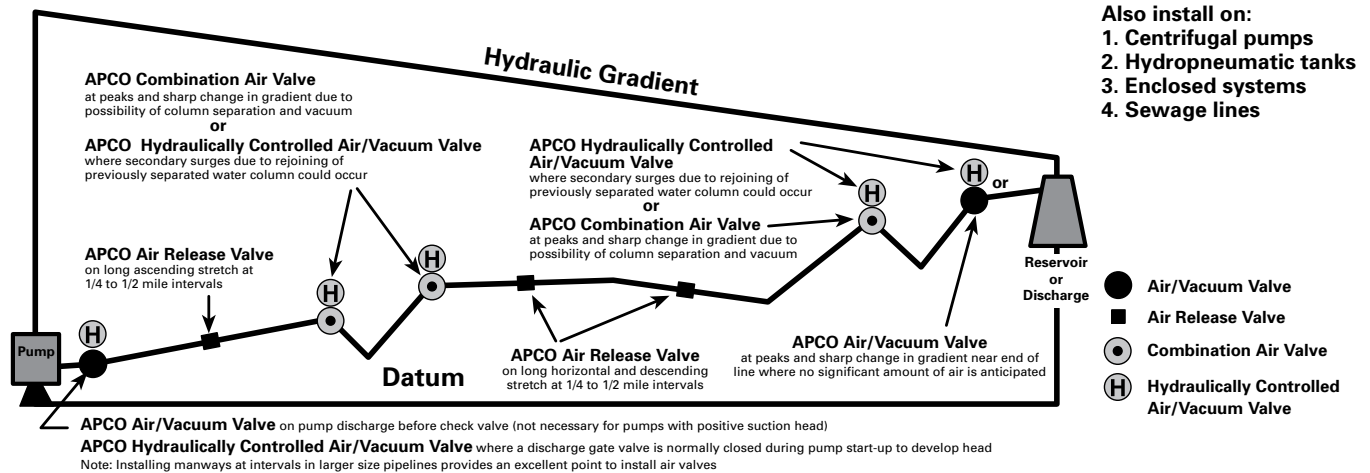 Also install on:
1. Centrifugal pumps
2. Hydropneumatic tanks
3. Enclosed systems
4. Sewage lines
Hydraulic Gradient
APCO Combination Air Valve
at peaks and sharp change in gradient due to
possibility of column separation and vacuum
or
APCO Hydraulically Controlled Air/Vacuum Valve
where secondary surges due to rejoining of
previously separated water column could occur
APCO Hydraulically Controlled
Air/Vacuum Valve
where secondary surges due to rejoining of
previously separated water column could occur
or
APCO Combination Air Valve
at peaks and sharp change in gradient due to
possibility of column separation and vacuum
H
or
H
APCO Air Release Valve
on long ascending stretch at
1/4 to 1/2 mile intervals
H
H
H
Pump
Datum
APCO Air Release Valve
on long horizontal and descending
stretch at 1/4 to 1/2 mile intervals
APCO Air/Vacuum Valve
at peaks and sharp change in gradient near end of
line where no significant amount of air is anticipated
Reservoir
or
Discharge
Air/Vacuum Valve
Air Release Valve
Combination Air Valve
H Hydraulically Controlled
Air/Vacuum Valve
APCO Air/Vacuum Valve on pump discharge before check valve (not necessary for pumps with positive suction head)
APCO Hydraulically Controlled Air/Vacuum Valve where a discharge gate valve is normally closed during pump start-up to develop head
Note: Installing manways at intervals in larger size pipelines provides an excellent point to install air valves